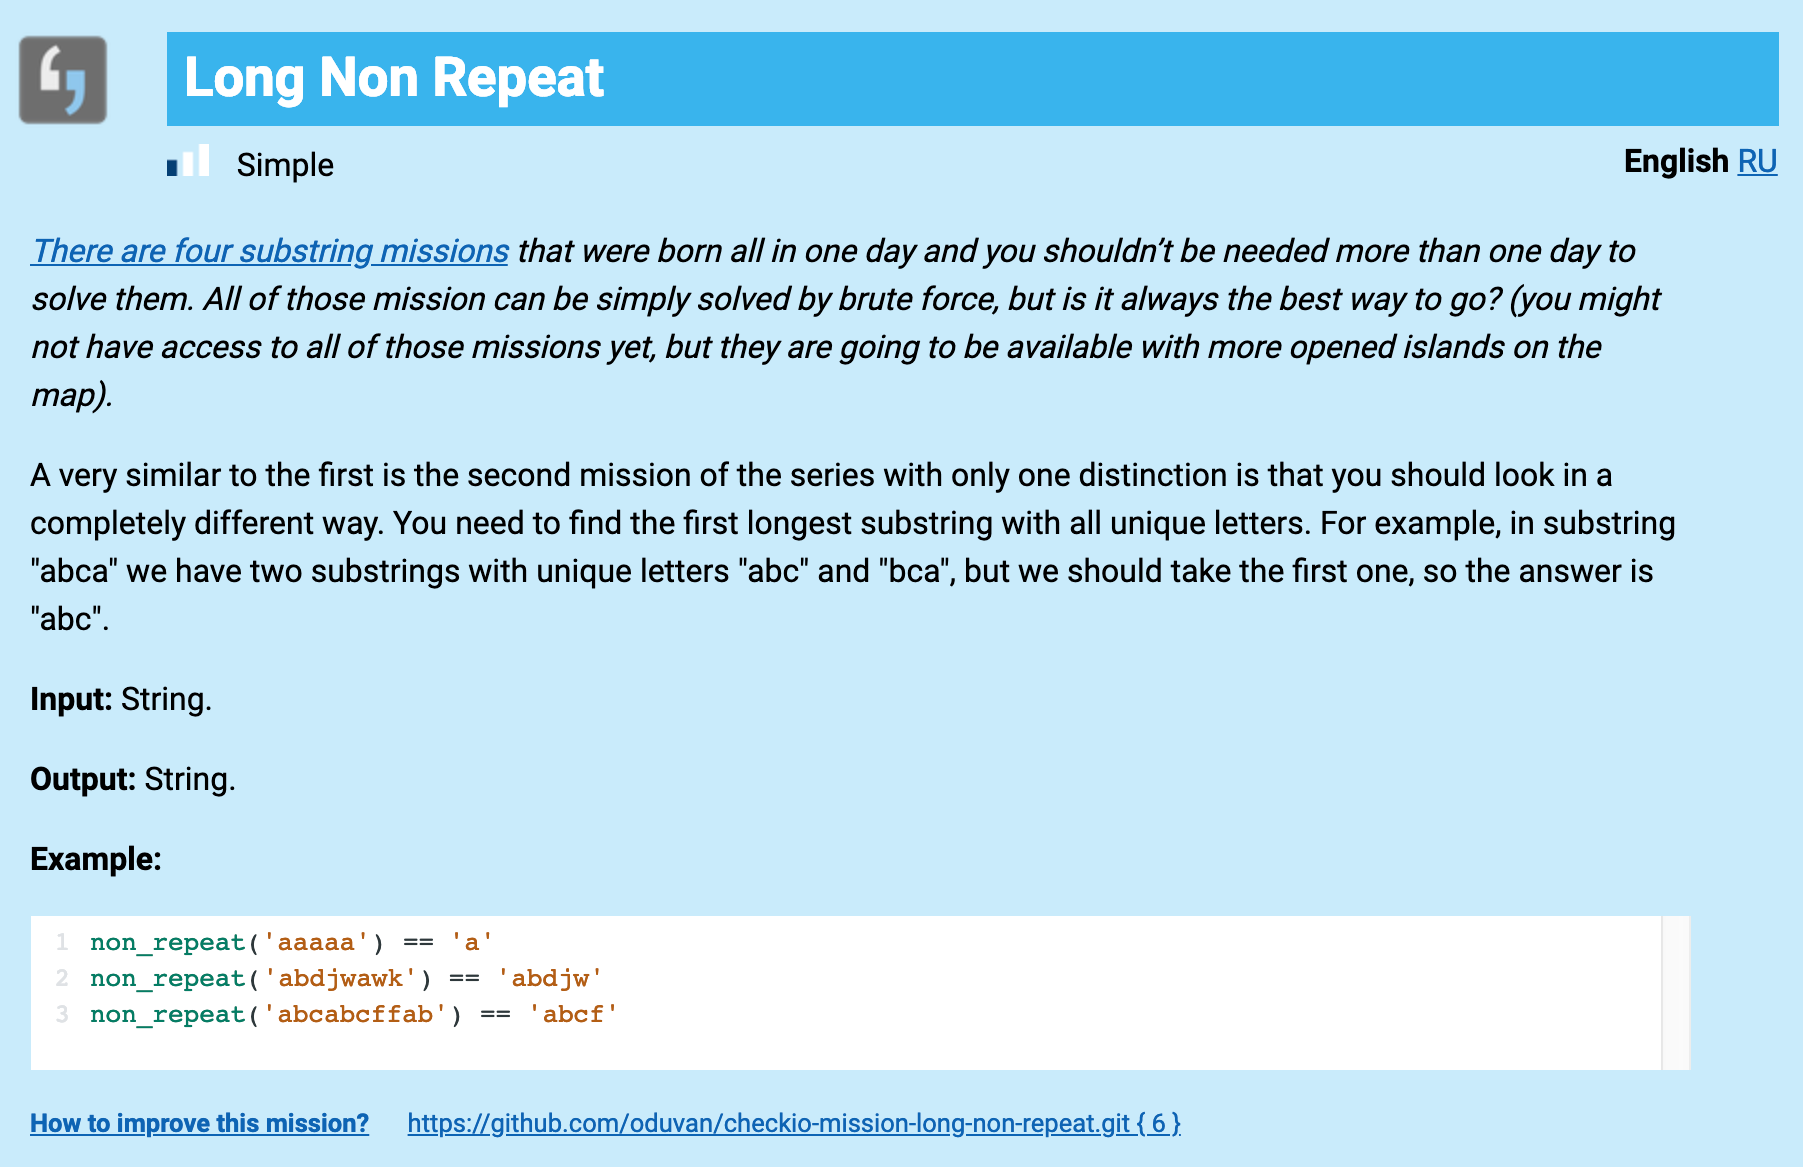 Long Non Repeat
Simple
English RU
There are four substring missions that were born all in one day and you shouldn’t be needed more than one day to
solve them. All of those mission can be simply solved by brute force, but is it always the best way to go? (you might
not have access to all of those missions yet, but they are going to be available with more opened islands on the
map).
A very similar to the first is the second mission of the series with only one distinction is that you should look in a
completely different way. You need to find the first longest substring with all unique letters. For example, in substring
"abca" we have two substrings with unique letters "abc" and "bca", but we should take the first one, so the answer is
"abc".
Input: String.
Output: String.
Example:
1 non_repeat('aaaaa') == 'a'
2 non_repeat('abdjwawk') == 'abdjw'
3 non_repeat('abcabcffab') == 'abcf'
How to improve this mission? https://github.com/oduvan/checkio-mission-long-non-repeat.git { 6 }